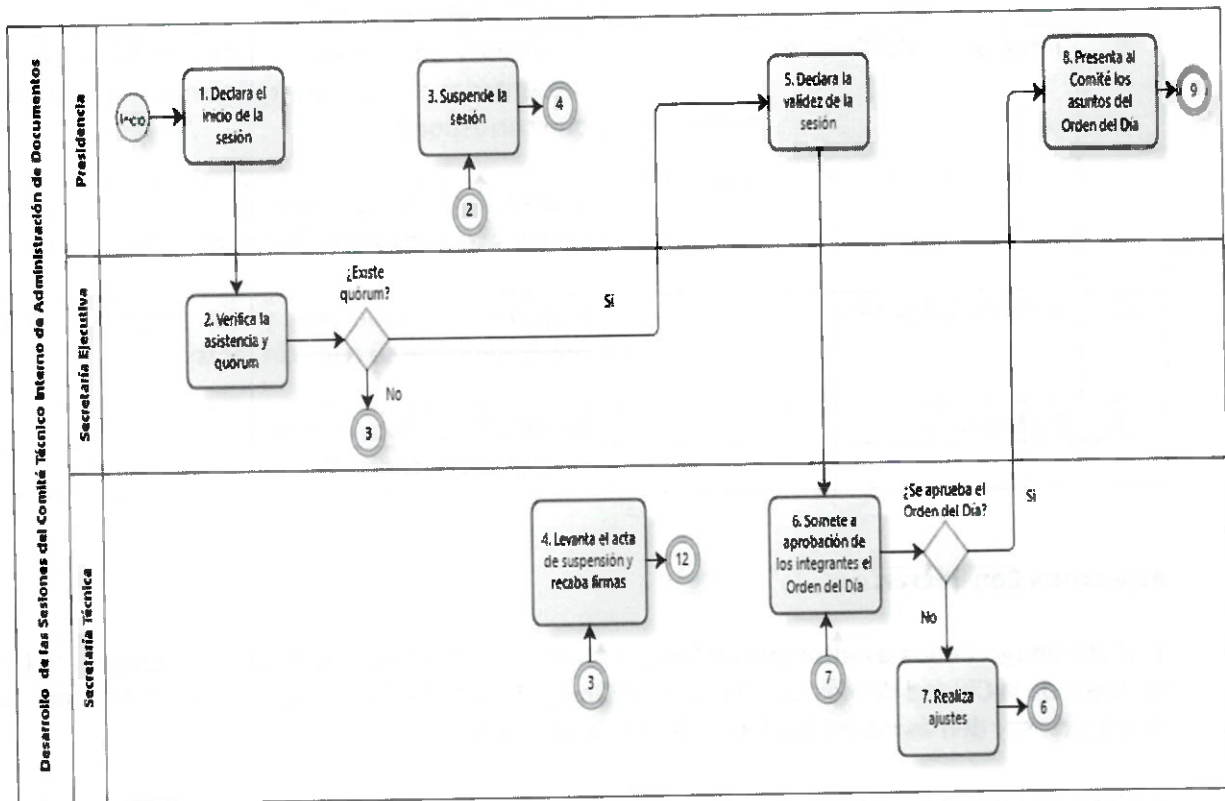 Desarrollo de las Sesiones del Comité Técnico Interno de Administración de Documentos
Presidencia
1. Declara el
inicio de la
sesión
3. Suspende la
sesión
4
2
5. Declara la
validez de la
sesión
8. Presenta al
Comité los
asuntos del
Orden del Día
9
Secretaría Ejecutiva
2. Verifica la
asistencia y
quorum
¿Existe
quórum?
Sí
No
3
Secretaría Técnica
4. Levanta el acta
de suspensión y
recaba firmas
12
3
6. Somete a
aprobación de
los integrantes el
Orden del Día
7
¿Se aprueba el
Orden del Día?
Si
No
7. Realiza
ajustes
6